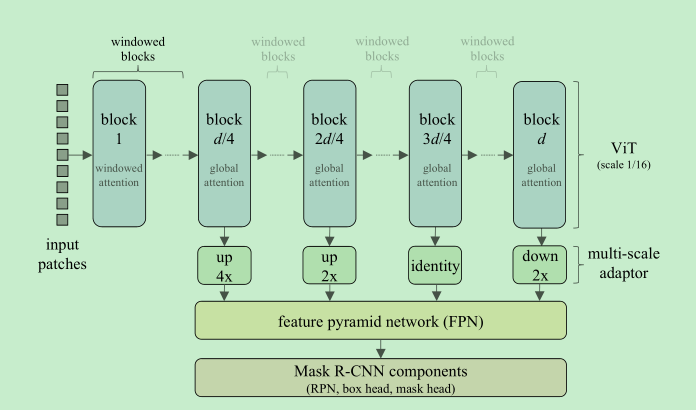 windowed
blocks
windowed
blocks
windowed
blocks
windowed
blocks
block
1
windowed
attention
block
d/4
global
attention
block
2d/4
global
attention
block
3d/4
global
attention
block
d
global
attention
ViT
(scale 1/16)
input
patches
up
4x
up
2x
identity
down
2x
multi-scale
adaptor
feature pyramid network (FPN)
Mask R-CNN components
(RPN, box head, mask head)